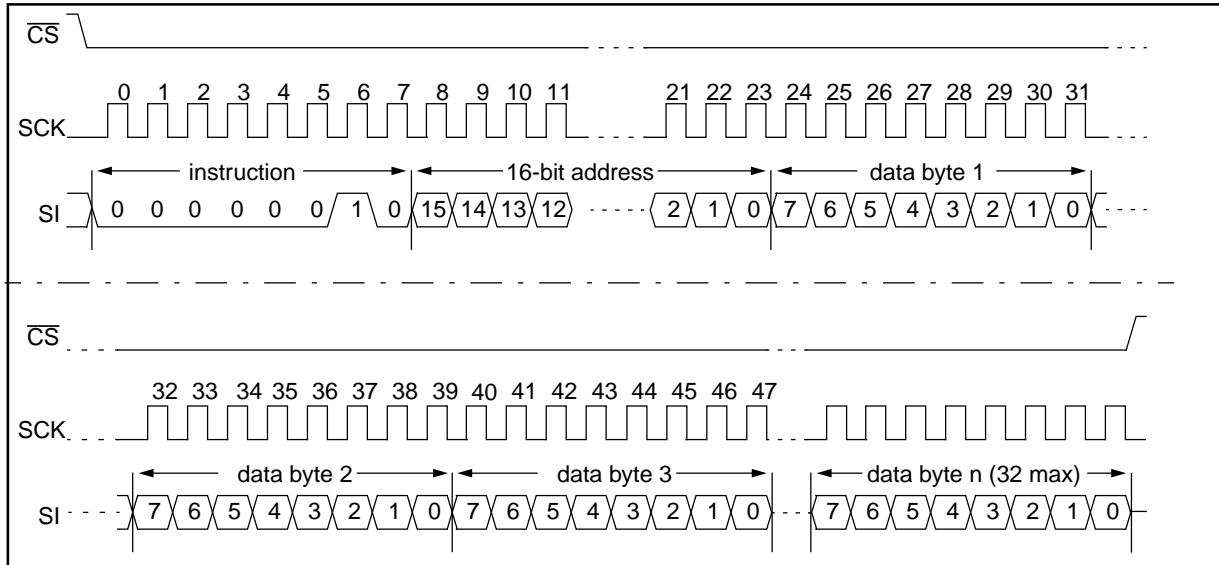 CS
0 1 2 3 4 5 6 7 8 9 10 11 21 22 23 24 25 26 27 28 29 30 31
SCK
instruction 16-bit address data byte 1
SI 0 0 0 0 0 0 1 0 15 14 13 12 2 1 0 7 6 5 4 3 2 1 0
CS
32 33 34 35 36 37 38 39 40 41 42 43 44 45 46 47
SCK
data byte 2 data byte 3 data byte n (32 max)
SI 7 6 5 4 3 2 1 0 7 6 5 4 3 2 1 0 7 6 5 4 3 2 1 0